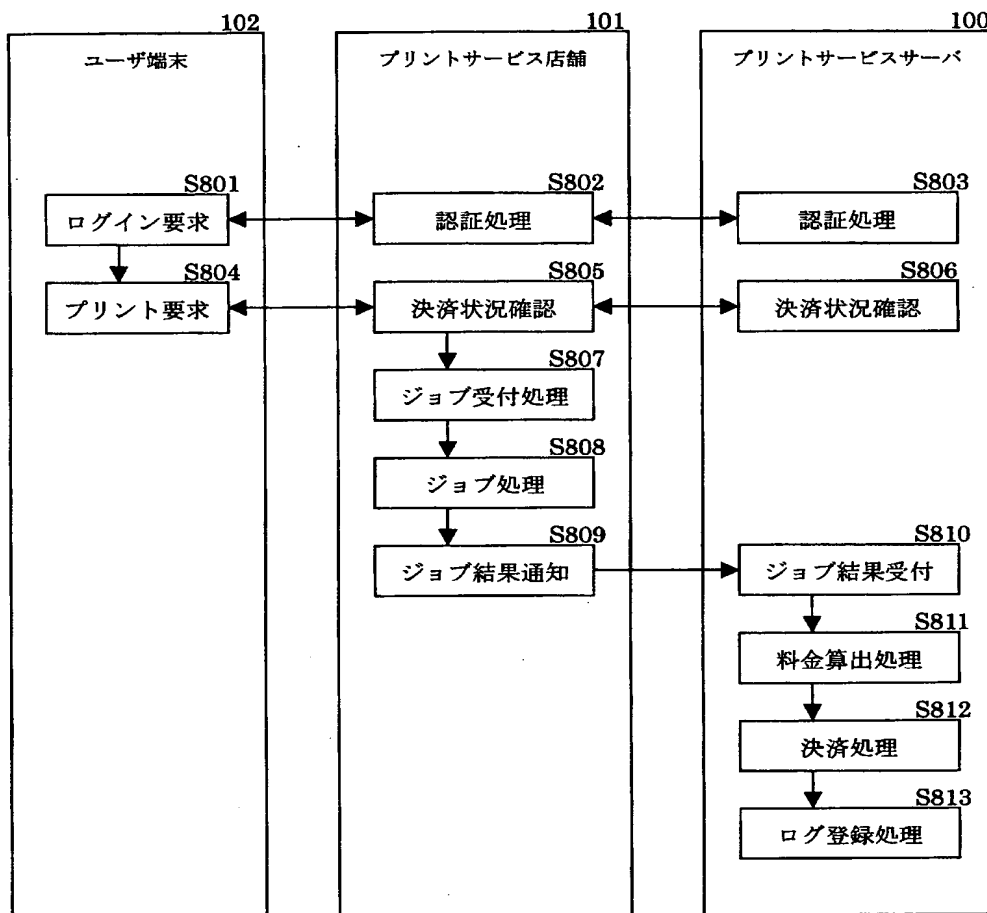 102
101
100
ユーザ端末
プリントサービス店舗
プリントサービスサーバ
S801
S802
S803
ログイン要求
認証処理
認証処理
S804
S805
S806
プリント要求
決済状況確認
決済状況確認
S807
ジョブ受付処理
S808
ジョブ処理
S809
S810
ジョブ結果通知
ジョブ結果受付
S811
料金算出処理
S812
決済処理
S813
ログ登録処理